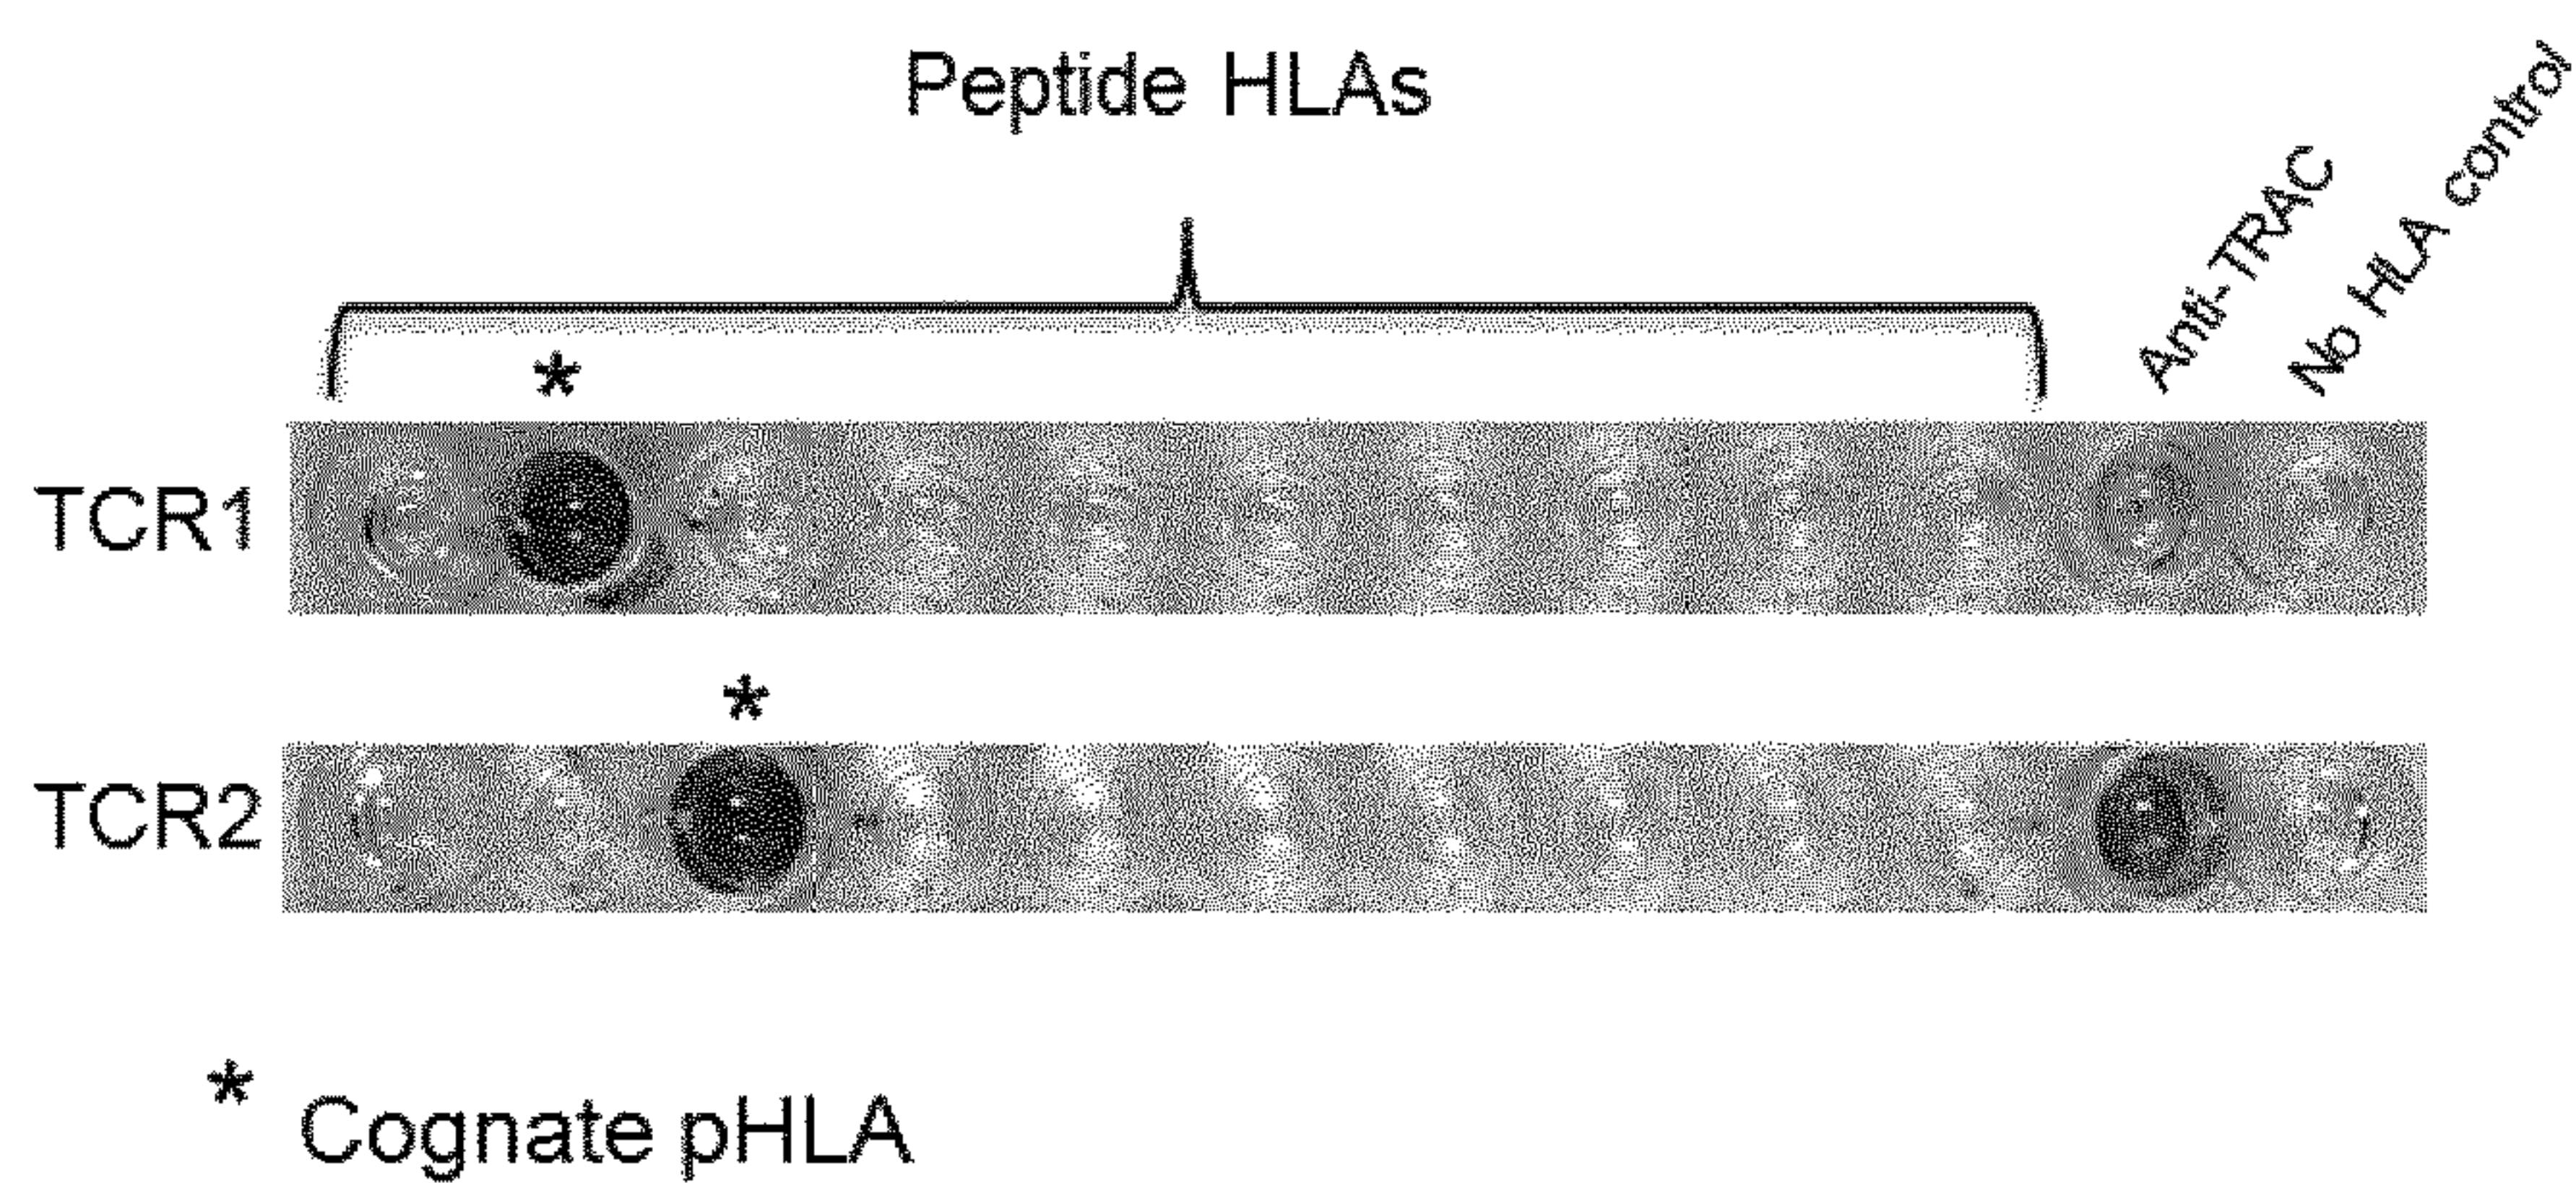 Peptide HLAs
Anti-TRAC
No HLA control
*
TCR1
*
TCR2
* Cognate pHLA